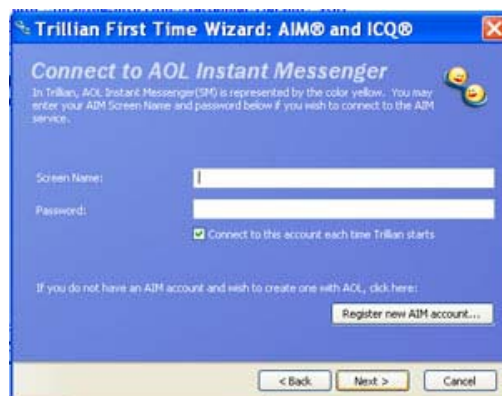 Trillian First Time Wizard: AIM® and ICQ®
Connect to AOL Instant Messenger
In Trillian, AOL Instant Messenger(SM) is represented by the color yellow. You may
enter your AIM Screen Name and password below if you wish to connect to the AIM
service.
Screen Name:
Password:
Connect to this account each time Trillian starts
If you do not have an AIM account and wish to create one with AOL, click here:
Register new AIM account...
< Back
Next >
Cancel